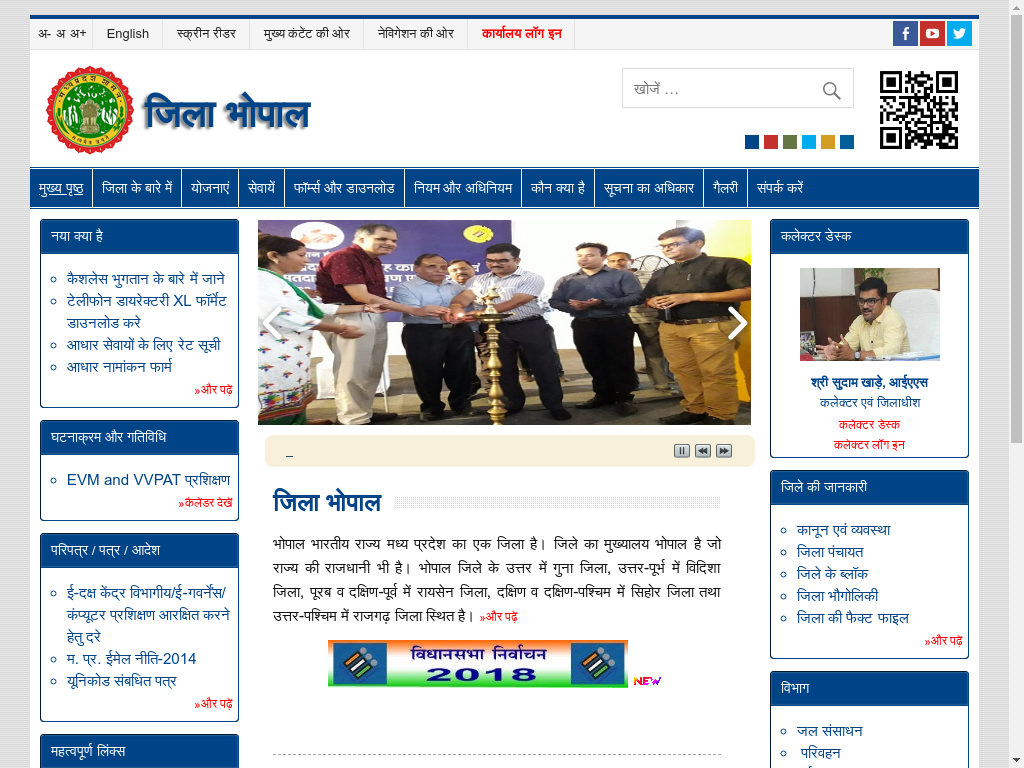 अ- अ अ+ English स्क्रीन रीडर मुख्य कंटेंट की ओर नेविगेशन की ओर कार्यालय लॉग इन
जिला भोपाल
खोजें …
मुख्य पृष्ठ जिला के बारे में योजनाएं सेवायें फॉर्म्स और डाउनलोड नियम और अधिनियम कौन क्या है सूचना का अधिकार गैलरी संपर्क करें
नया क्या है
कैशलेस भुगतान के बारे में जाने
टेलीफोन डायरेक्टरी XL फॉर्मेट
डाउनलोड करे
आधार सेवायों के लिए रेट सूची
आधार नामांकन फार्म
»और पढ़ें
घटनाक्रम और गतिविधि
EVM and VVPAT प्रशिक्षण
»कैलेंडर देखें
परिपत्र / पत्र / आदेश
ई-दक्ष केंद्र विभागीय/ई-गवर्नेंस/
कंप्यूटर प्रशिक्षण आरक्षित करने
हेतु दरे
म. प्र. ईमेल नीति-2014
यूनिकोड संबधित पत्र
»और पढ़ें
महत्वपूर्ण लिंक्स
जिला भोपाल
भोपाल भारतीय राज्य मध्य प्रदेश का एक जिला है। जिले का मुख्यालय भोपाल है जो
राज्य की राजधानी भी है। भोपाल जिले के उत्तर में गुना जिला, उत्तर-पूर्भ में विदिशा
जिला, पूरब व दक्षिण-पूर्व में रायसेन जिला, दक्षिण व दक्षिण-पश्चिम में सिहोर जिला तथा
उत्तर-पश्चिम में राजगढ़ जिला स्थित है। »और पढ़ें
विधानसभा निर्वाचन
2018
NEW
कलेक्टर डेस्क
श्री सुदाम खाड़े, आईएएस
कलेक्टर एवं जिलाधीश
कलेक्टर डेस्क
कलेक्टर लॉग इन
जिले की जानकारी
कानून एवं व्यवस्था
जिला पंचायत
जिले के ब्लॉक
जिला भौगोलिकी
जिला की फैक्ट फाइल
»और पढ़ें
विभाग
जल संसाधन
परिवहन